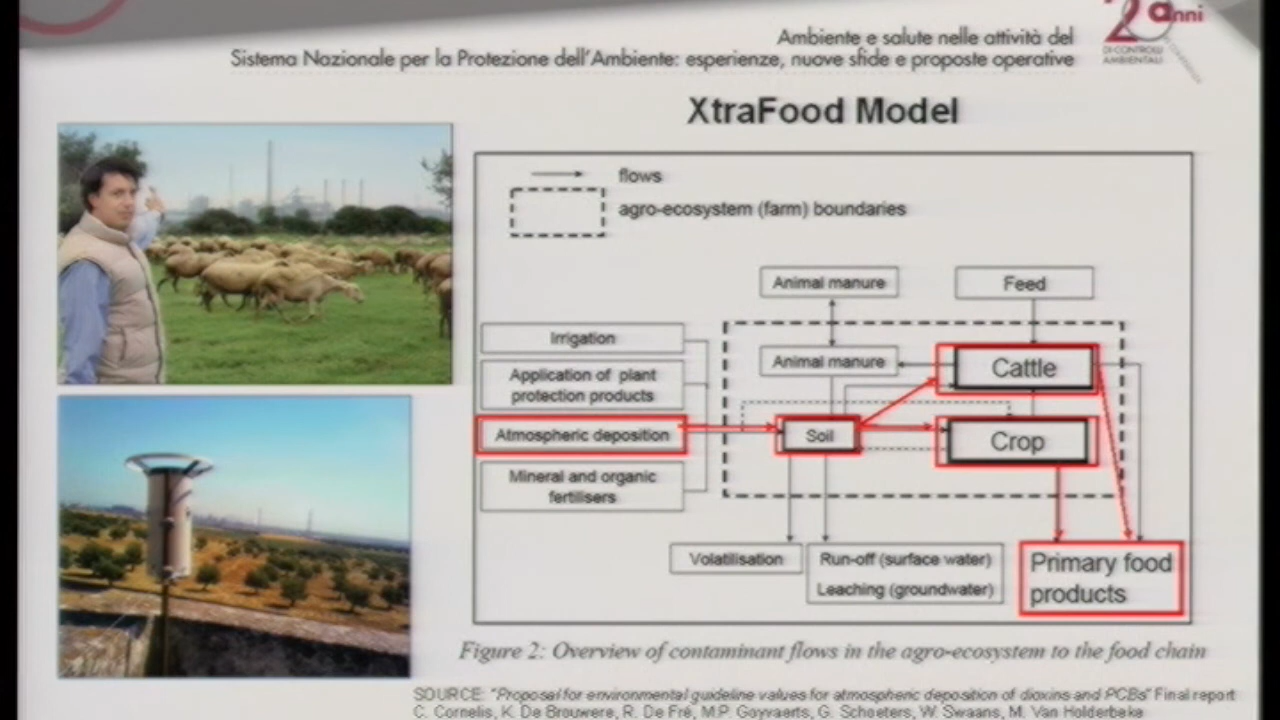 2 anni
DI CONTROLLI
AMBIENTALI
Ambiente e salute nelle attività del
Sistema Nazionale per la Protezione dell'Ambiente: esperienze, nuove sfide e proposte operative
XtraFood Model
flows
agro-ecosystem (farm) boundaries
Animal manure
Feed
Irrigation
Animal manure
Cattle
Application of plant
protection products
Atmospheric deposition
Soil
Crop
Mineral and organic
fertilisers
Volatilisation
Run-off (surface water)
Leaching (groundwater)
Primary food
products
Figure 2: Overview of contaminant flows in the agro-ecosystem to the food chain
SOURCE: "Proposal for environmental guideline values for atmospheric deposition of dioxins and PCBs" Final report
C. Cornelis, K. De Brouwere, R. De Fré, M.P. Goyvaerts, G. Schoeters, W. Swaans, M. Van Holderbeke